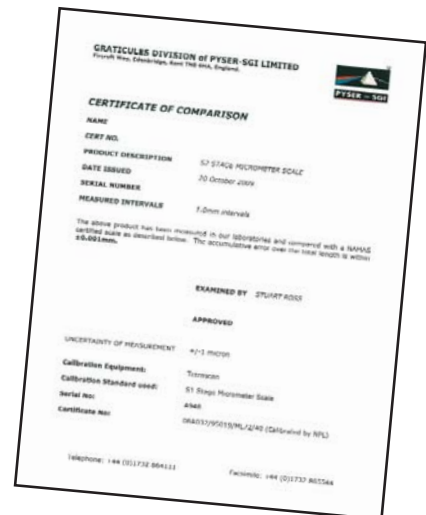 GRATICULES DIVISION of PYSER-SGI LIMITED
Fircroft Way, Edenbridge, Kent TN8 6HA, England.
PYSER – SGI
CERTIFICATE OF COMPARISON
NAME
CERT NO.
PRODUCT DESCRIPTION S2 STAGE MICROMETER SCALE
DATE ISSUED 20 October 2009
SERIAL NUMBER
MEASURED INTERVALS 1.0mm intervals
The above product has been measured in our laboratories and compared with a NAMAS
certified scale as described below. The accumulative error over the total length is within
±0.001mm.
EXAMINED BY STUART ROSS
APPROVED
UNCERTAINTY OF MEASUREMENT +/-1 micron
Calibration Equipment:
Calibration Standard used: S1 Stage Micrometer Scale
Serial No:
Certificate No: (Calibrated by NPL)
Telephone: +44 (0)1732 864111 Facsimile: +44 (0)1732 865544